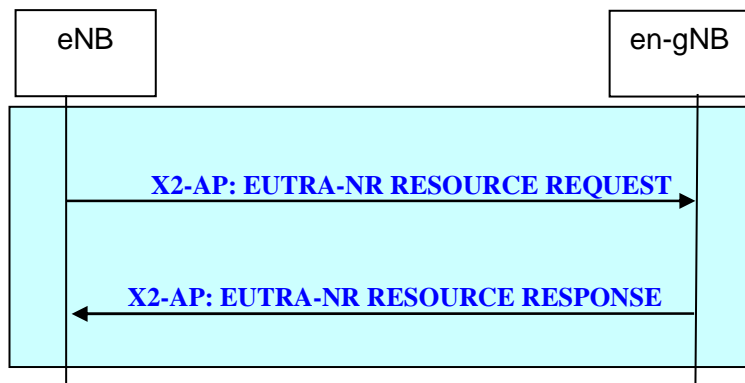 eNB
en-gNB
X2-AP: EUTRA-NR RESOURCE REQUEST
X2-AP: EUTRA-NR RESOURCE RESPONSE